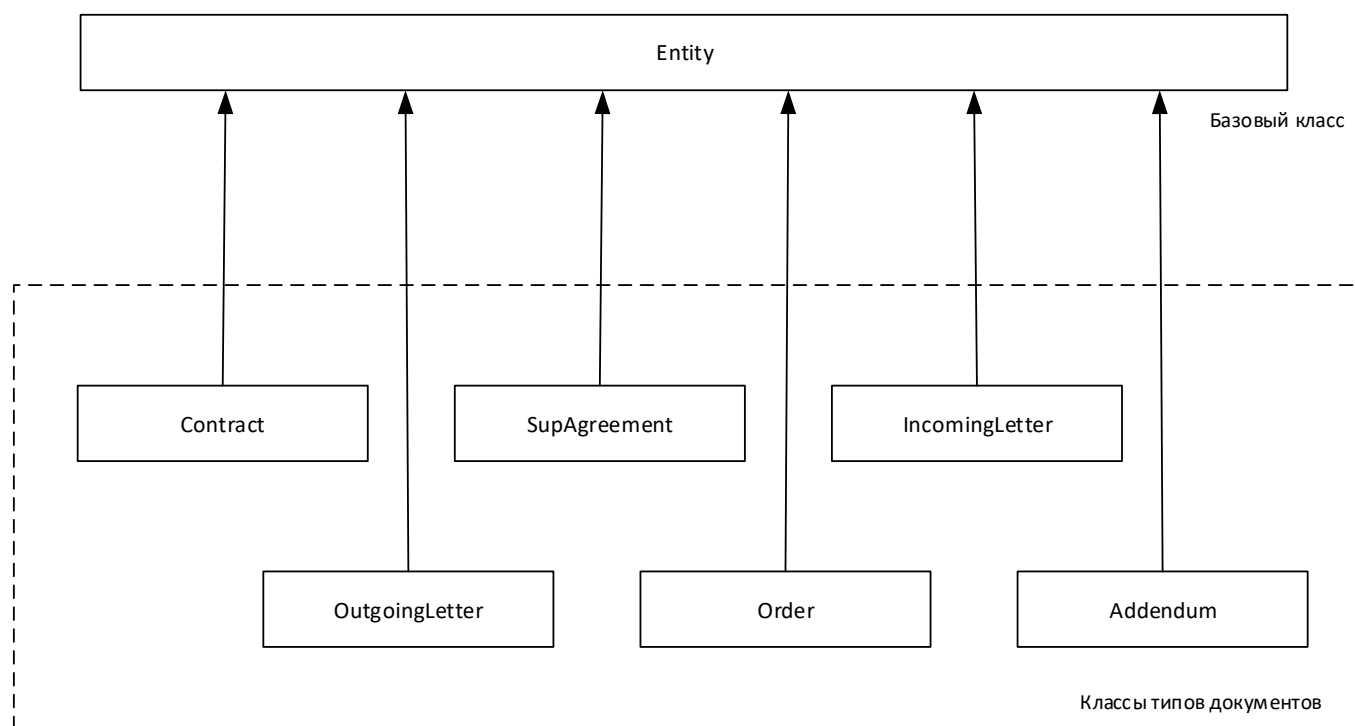 Entity
Базовый класс
Contract
SupAgreement
IncomingLetter
OutgoingLetter
Order
Addendum
Классы типов документов